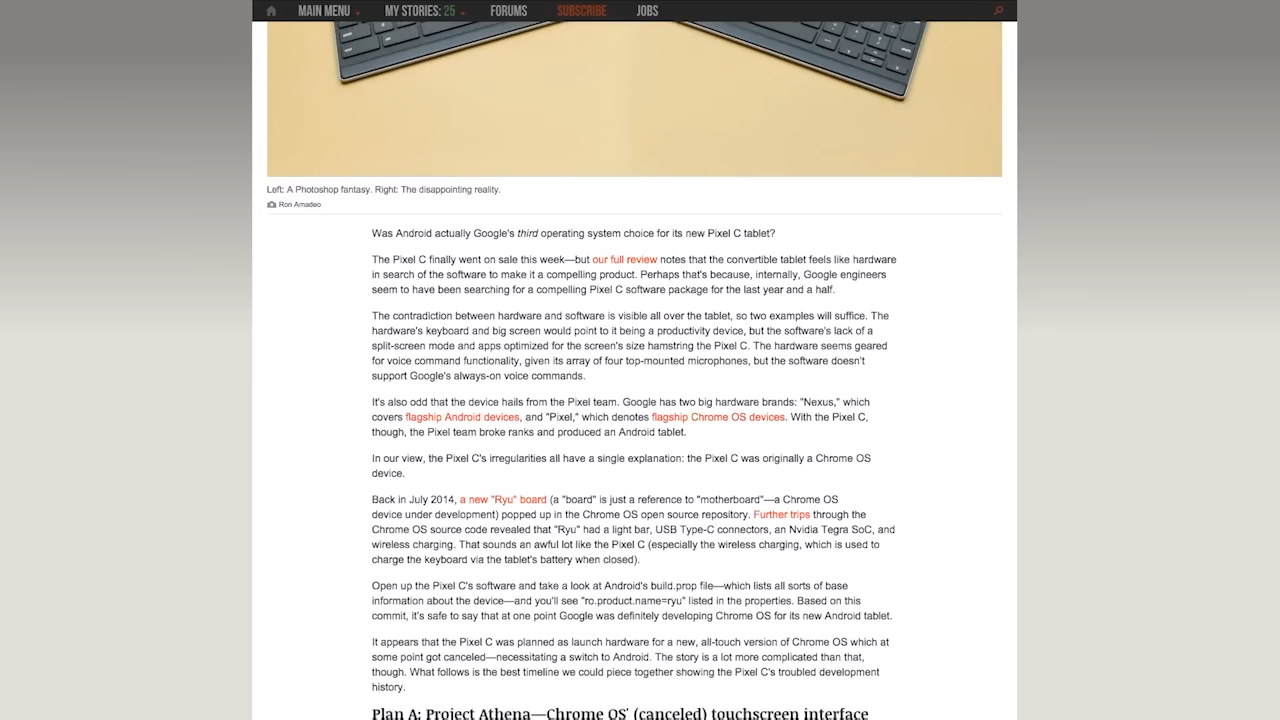 MAIN MENU MY STORIES: 25 FORUMS SUBSCRIBE JOBS
Left: A Photoshop fantasy. Right: The disappointing reality.
Ron Amadeo
Was Android actually Google's third operating system choice for its new Pixel C tablet?
The Pixel C finally went on sale this week—but our full review notes that the convertible tablet feels like hardware
in search of the software to make it a compelling product. Perhaps that's because, internally, Google engineers
seem to have been searching for a compelling Pixel C software package for the last year and a half.
The contradiction between hardware and software is visible all over the tablet, so two examples will suffice. The
hardware's keyboard and big screen would point to it being a productivity device, but the software's lack of a
split-screen mode and apps optimized for the screen's size hamstring the Pixel C. The hardware seems geared
for voice command functionality, given its array of four top-mounted microphones, but the software doesn't
support Google's always-on voice commands.
It's also odd that the device hails from the Pixel team. Google has two big hardware brands: "Nexus," which
covers flagship Android devices, and "Pixel," which denotes flagship Chrome OS devices. With the Pixel C,
though, the Pixel team broke ranks and produced an Android tablet.
In our view, the Pixel C's irregularities all have a single explanation: the Pixel C was originally a Chrome OS
device.
Back in July 2014, a new "Ryu" board (a "board" is just a reference to "motherboard"—a Chrome OS
device under development) popped up in the Chrome OS open source repository. Further trips through the
Chrome OS source code revealed that "Ryu" had a light bar, USB Type-C connectors, an Nvidia Tegra SoC, and
wireless charging. That sounds an awful lot like the Pixel C (especially the wireless charging, which is used to
charge the keyboard via the tablet's battery when closed).
Open up the Pixel C's software and take a look at Android's build.prop file—which lists all sorts of base
information about the device—and you'll see "ro.product.name=ryu" listed in the properties. Based on this
commit, it's safe to say that at one point Google was definitely developing Chrome OS for its new Android tablet.
It appears that the Pixel C was planned as launch hardware for a new, all-touch version of Chrome OS which at
some point got canceled—necessitating a switch to Android. The story is a lot more complicated than that,
though. What follows is the best timeline we could piece together showing the Pixel C's troubled development
history.
Plan A: Project Athena—Chrome OS' (canceled) touchscreen interface